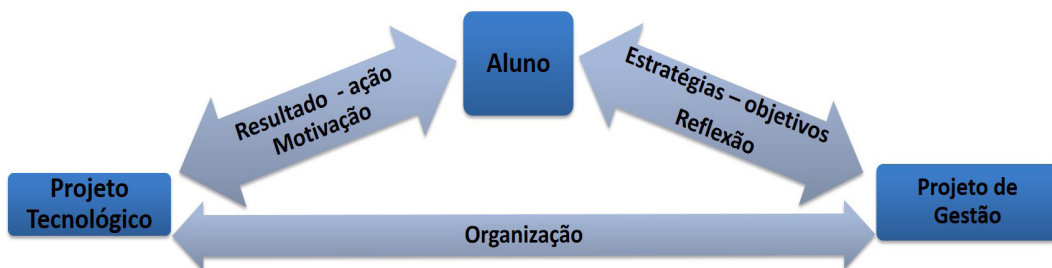 Aluno
Resultado - ação
Motivação
Estratégias – objetivos
Reflexão
Projeto
Tecnológico
Projeto de
Gestão
Organização